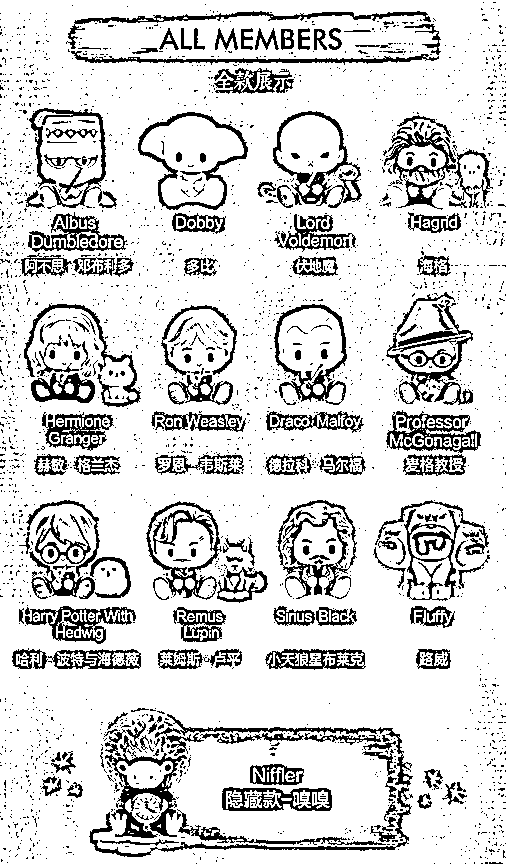 ALL MEMBERS
全款展示
Albus
Dumbledore
阿不思·邓布利多
Dobby
多比
Lord
Voldemort
伏地魔
Hagrid
海格
Hermione
Granger
赫敏·格兰杰
Ron Weasley
罗恩·韦斯莱
Draco Malfoy
德拉科·马尔福
Professor
McGonagall
麦格教授
Harry Potter With
Hedwig
哈利·波特与海德薇
Remus
Lupin
莱姆斯·卢平
Sirius Black
小天狼星布莱克
Fluffy
路威
Niffler
隐藏款-嗅嗅